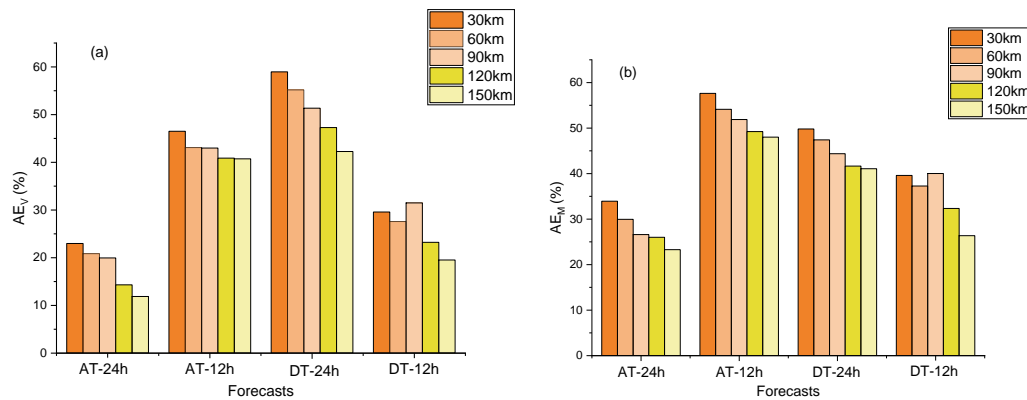 (a)
30km
60km
90km
120km
150km
60
50
40
30
20
10
0
AE_V (%)
AT-24h AT-12h DT-24h DT-12h
Forecasts
(b)
30km
60km
90km
120km
150km
60
50
40
30
20
10
0
AE_M (%)
AT-24h AT-12h DT-24h DT-12h
Forecasts